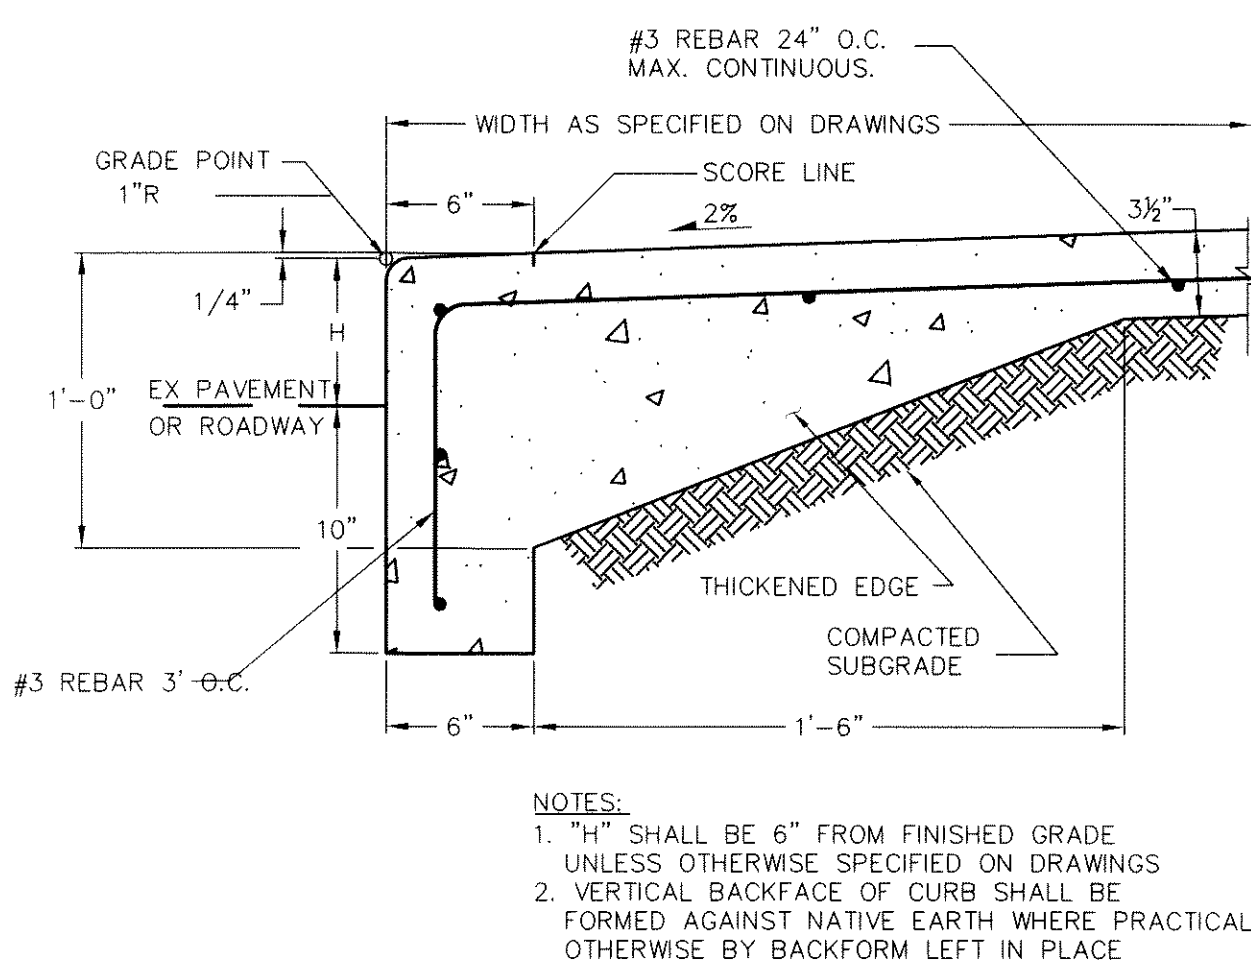 #3 REBAR 24" O.C.
MAX. CONTINUOUS.
WIDTH AS SPECIFIED ON DRAWINGS
GRADE POINT
1"R
SCORE LINE
6"
2%
3½"
1/4"
H
1'-0"
EX PAVEMENT
OR ROADWAY
10"
THICKENED EDGE
COMPACTED
SUBGRADE
#3 REBAR 3' O.C.
6"
1'-6"
NOTES:
1. "H" SHALL BE 6" FROM FINISHED GRADE
UNLESS OTHERWISE SPECIFIED ON DRAWINGS
2. VERTICAL BACKFACE OF CURB SHALL BE
FORMED AGAINST NATIVE EARTH WHERE PRACTICAL
OTHERWISE BY BACKFORM LEFT IN PLACE